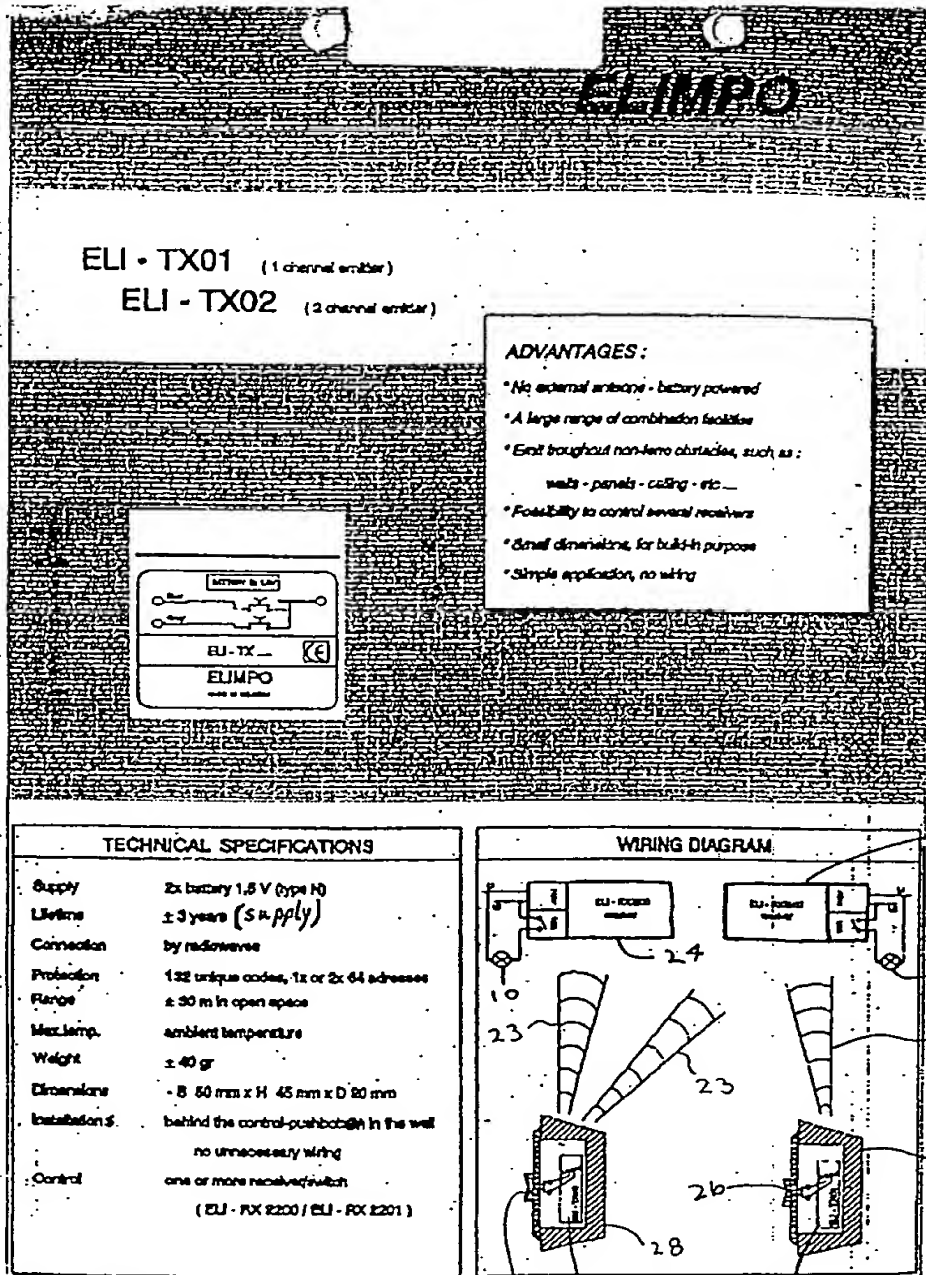 ELIMPO
ELI - TX01 (1 channel emitter)
ELI - TX02 (2 channel emitter)
ADVANTAGES :
* No external antenne - battery powered
* A large range of combination facilities
* Emit troughout non-ferro obstacles, such as :
walls - panels - ceiling - etc ...
* Possibility to control several receivers
* Small dimensions, for build-in purpose
* Simple application, no wiring
ELI - TX ...
CE
ELIMPO
TECHNICAL SPECIFICATIONS
Supply 2x battery 1,5 V (type N)
Lifetime ± 3 years (supply)
Connection by radiowaves
Protection 132 unique codes, 1x or 2x 64 adresses
Range ± 30 m in open space
Max.temp. ambient temperature
Weight ± 40 gr
Dimensions - B 50 mm x H 45 mm x D 20 mm
Installations. behind the control-pushbutton in the wall
no unnecessary wiring
Control one or more receiver/switch
( ELI - RX 2200 / ELI - RX 2201 )
WIRING DIAGRAM
24
10
23
23
26
28